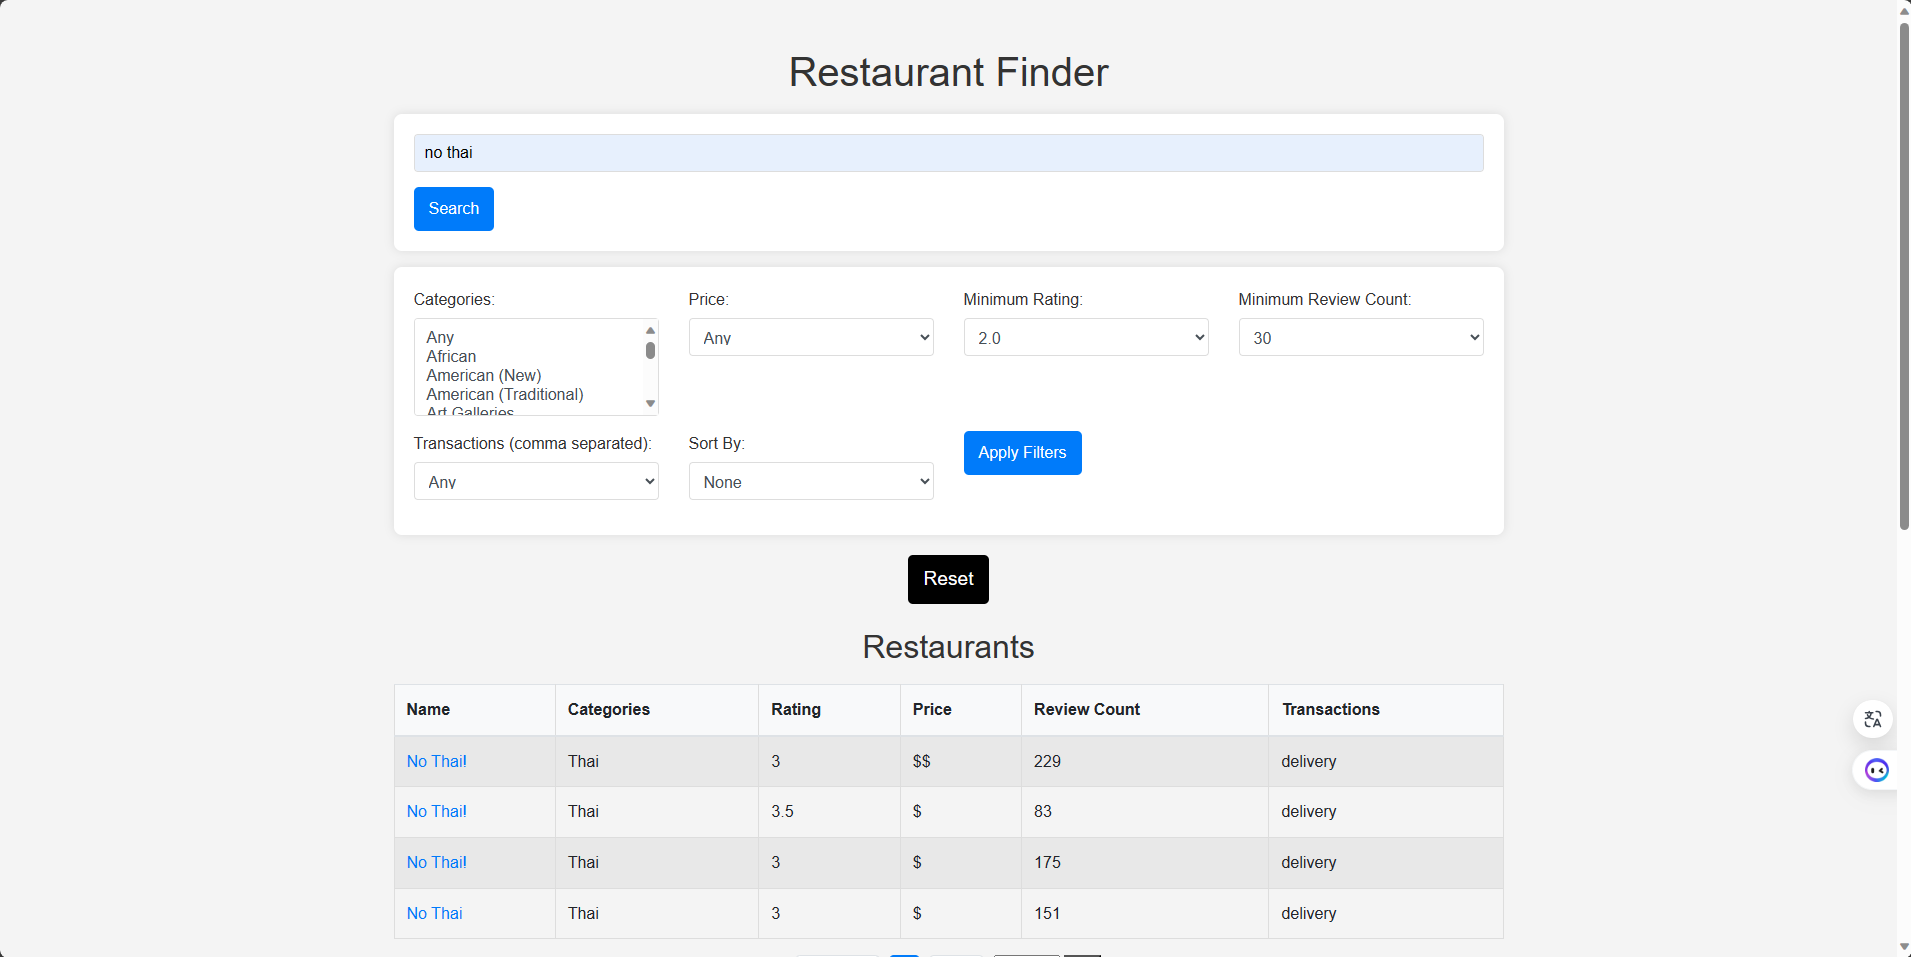 Restaurant Finder
no thai
Search
Categories:
Price:
Minimum Rating:
Minimum Review Count:
Any
African
American (New)
American (Traditional)
Art Galleries
Any
2.0
30
Transactions (comma separated):
Sort By:
Apply Filters
Any
None
Reset
Restaurants
Name Categories Rating Price Review Count Transactions
No Thai! Thai 3 $$ 229 delivery
No Thai! Thai 3.5 $ 83 delivery
No Thai! Thai 3 $ 175 delivery
No Thai Thai 3 $ 151 delivery